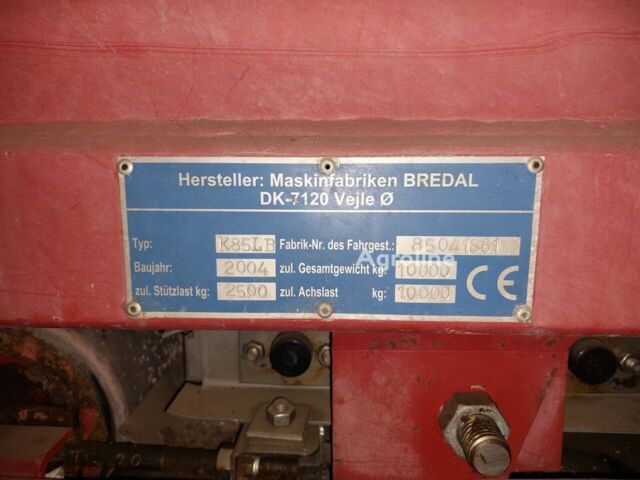 Hersteller: Maskinfabriken BREDAL
DK-7120 Vejle Ø
Typ: K85LB Fabrik-Nr. des Fahrgest.: 85041861
Baujahr: 2004 zul. Gesamtgewicht kg: 10000
zul. Stützlast kg: 2500 zul. Achslast kg: 10000
CE
Agroline